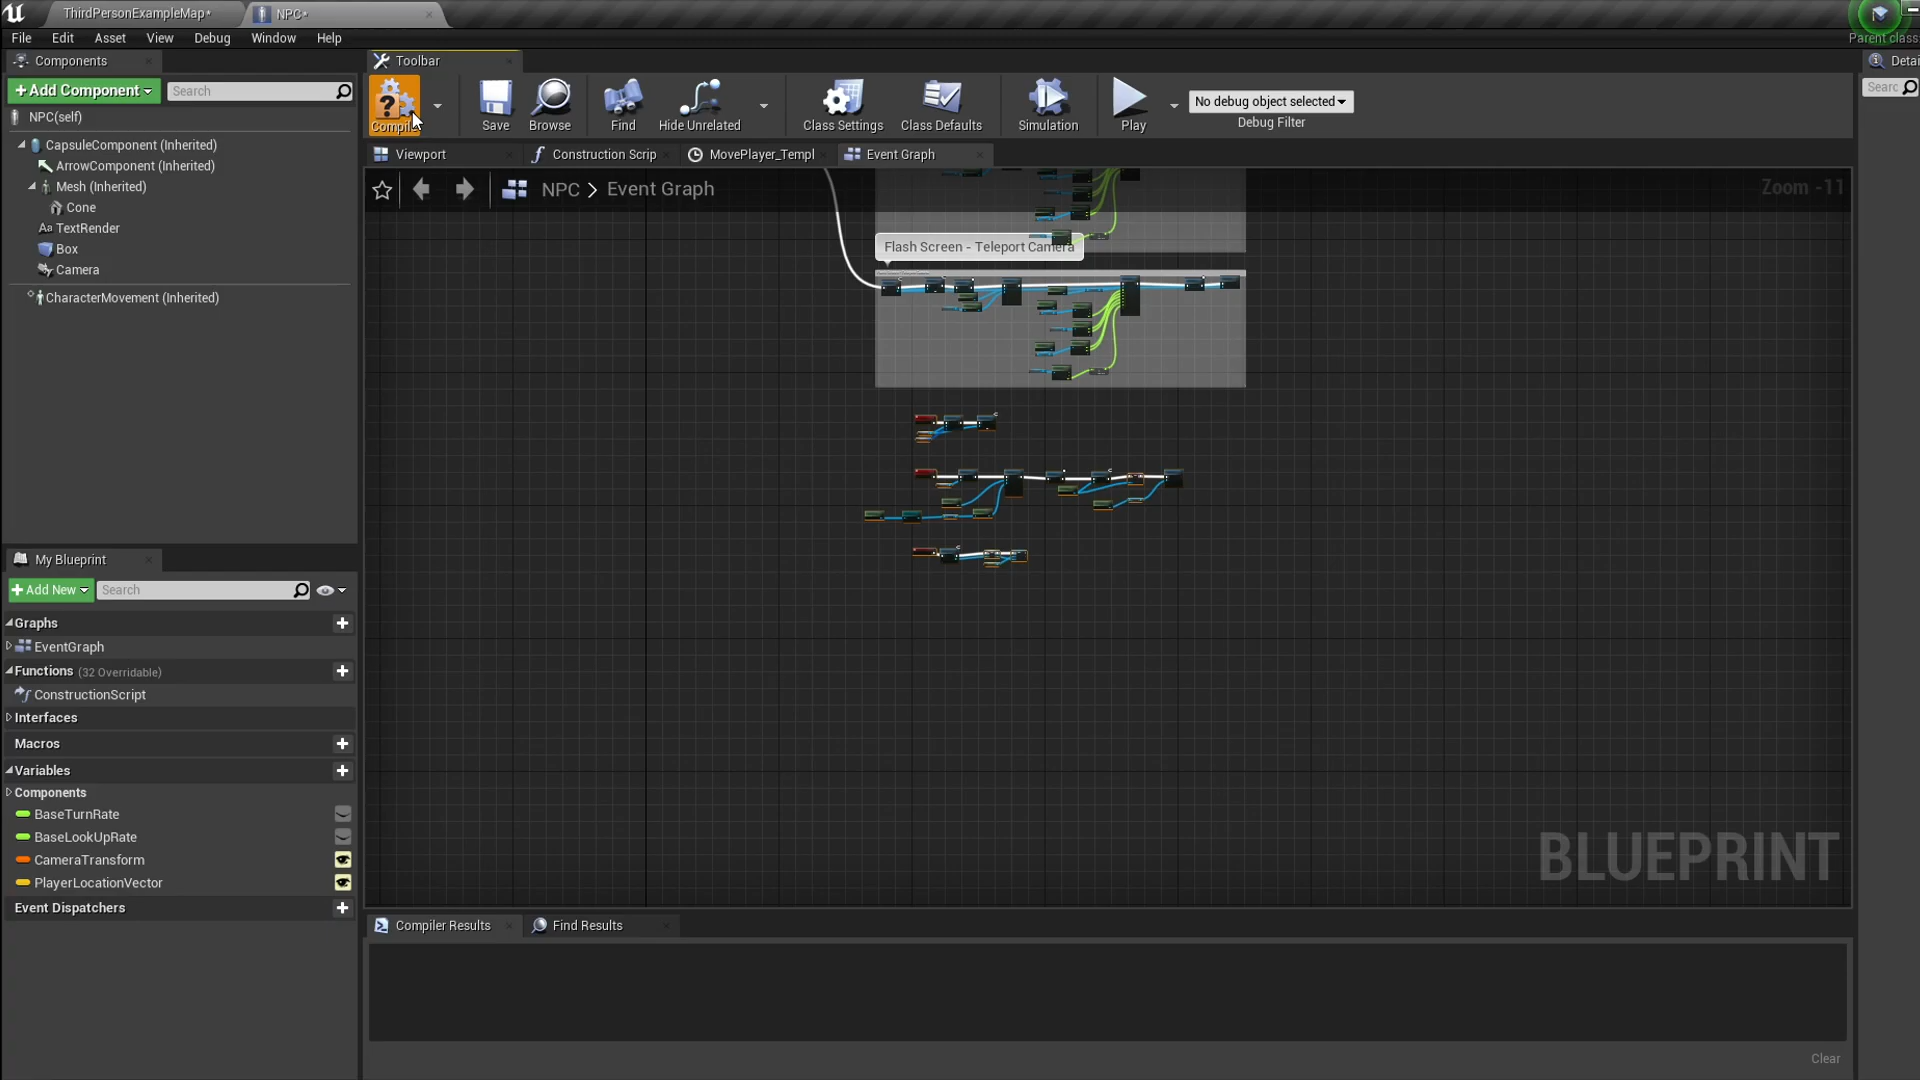 ThirdPersonExampleMap*
NPC*
File
Edit
Asset
View
Debug
Window
Help
Parent class
Components
Toolbar
Detai
+Add Component
Search
Compile
Save
Browse
Find
Hide Unrelated
Class Settings
Class Defaults
Simulation
Play
No debug object selected
Debug Filter
Searc
NPC(self)
CapsuleComponent (Inherited)
ArrowComponent (Inherited)
Mesh (Inherited)
Cone
TextRender
Box
Camera
CharacterMovement (Inherited)
Viewport
Construction Scrip
MovePlayer_Templ
Event Graph
NPC > Event Graph
Zoom -11
Flash Screen - Teleport Camera
BLUEPRINT
My Blueprint
+Add New
Search
Graphs
EventGraph
Functions (32 Overridable)
ConstructionScript
Interfaces
Macros
Variables
Components
BaseTurnRate
BaseLookUpRate
CameraTransform
PlayerLocationVector
Event Dispatchers
Compiler Results
Find Results
Clear